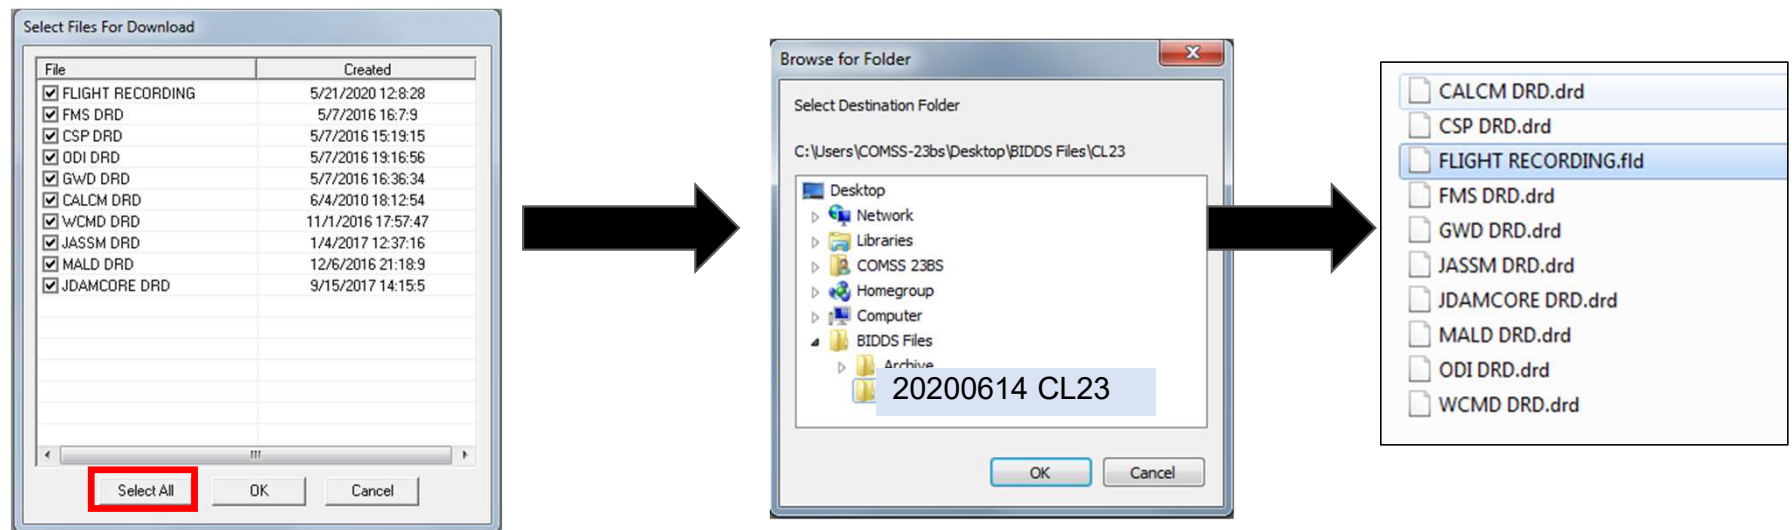 Select Files For Download
File Created
FLIGHT RECORDING 5/21/2020 12:8:28
FMS DRD 5/7/2016 16:7:9
CSP DRD 5/7/2016 15:19:15
ODI DRD 5/7/2016 19:16:56
GWD DRD 5/7/2016 16:36:34
CALCM DRD 6/4/2010 18:12:54
WCMD DRD 11/1/2016 17:57:47
JASSM DRD 1/4/2017 12:37:16
MALD DRD 12/6/2016 21:18:9
JDAMCORE DRD 9/15/2017 14:15:5
Select All OK Cancel
Browse for Folder
Select Destination Folder
C:\Users\COMSS-23bs\Desktop\BIDDS Files\CL23
Desktop
Network
Libraries
COMSS 23BS
Homegroup
Computer
BIDDS Files
Archive
20200614 CL23
OK Cancel
CALCM DRD.drd
CSP DRD.drd
FLIGHT RECORDING.fld
FMS DRD.drd
GWD DRD.drd
JASSM DRD.drd
JDAMCORE DRD.drd
MALD DRD.drd
ODI DRD.drd
WCMD DRD.drd